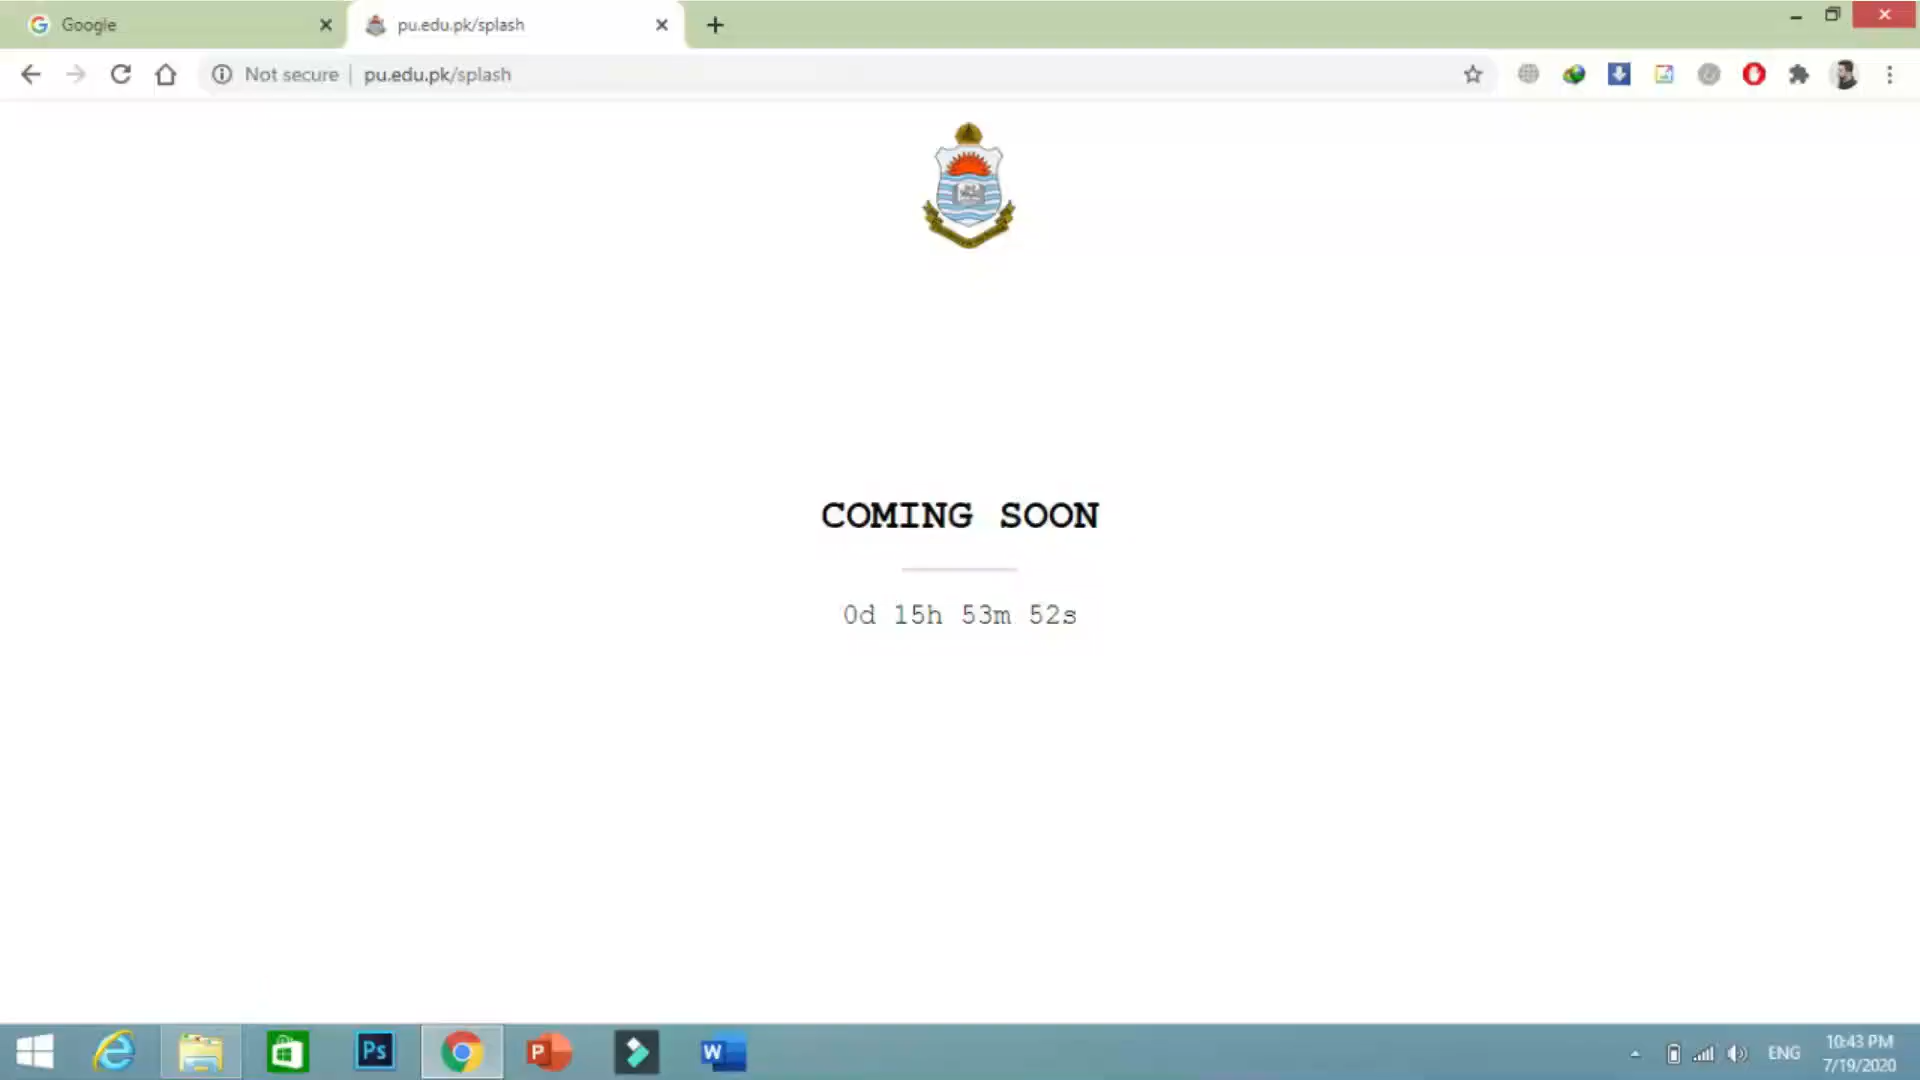 Google
pu.edu.pk/splash
Not secure
pu.edu.pk/splash
COMING SOON
0d 15h 53m 52s
Ps
P
W
ENG
10:43 PM
7/19/2020